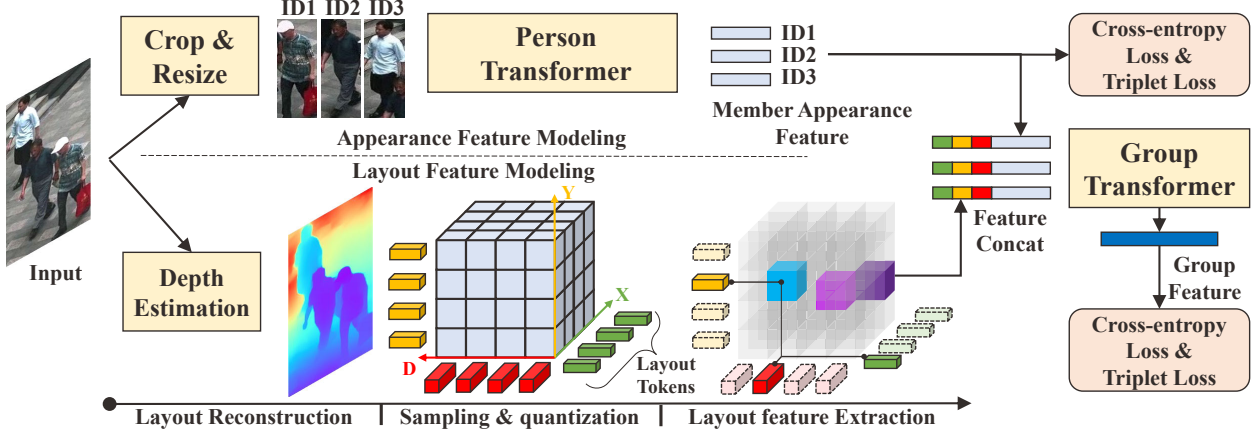 ID1 ID2 ID3
Crop &
Resize
Person
Transformer
ID1
ID2
ID3
Member Appearance
Feature
Cross-entropy
Loss &
Triplet Loss
Appearance Feature Modeling
Layout Feature Modeling
Input
Depth
Estimation
Y
X
D
Layout
Tokens
Feature
Concat
Group
Transformer
Group
Feature
Cross-entropy
Loss &
Triplet Loss
Layout Reconstruction
Sampling & quantization
Layout feature Extraction